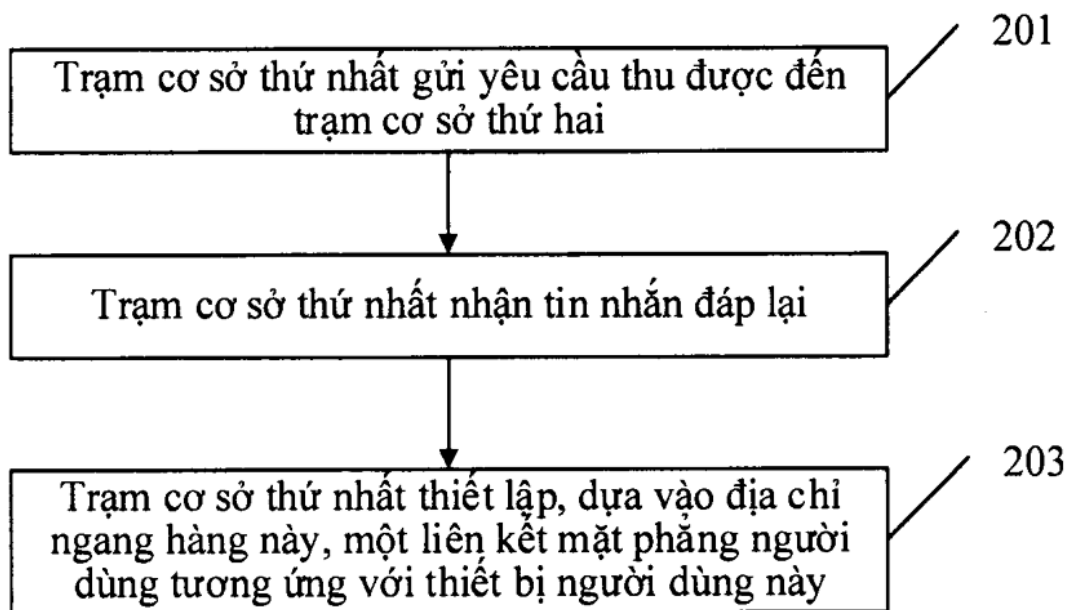 201
Trạm cơ sở thứ nhất gửi yêu cầu thu được đến
trạm cơ sở thứ hai
202
Trạm cơ sở thứ nhất nhận tin nhắn đáp lại
203
Trạm cơ sở thứ nhất thiết lập, dựa vào địa chỉ
ngang hàng này, một liên kết mặt phẳng người
dùng tương ứng với thiết bị người dùng này